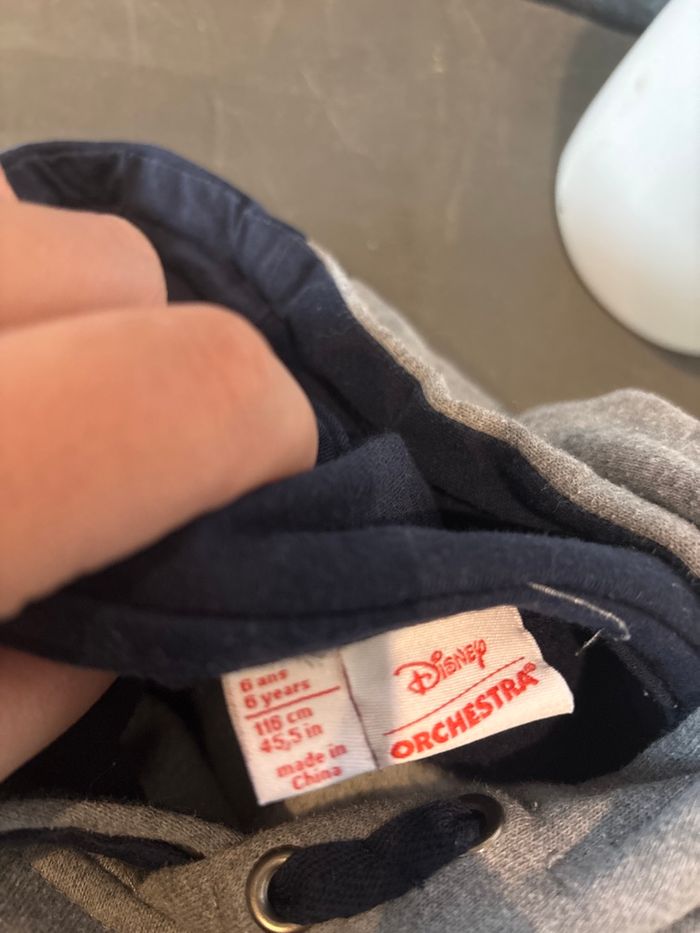 6 ans
6 years
116 cm
45,5 in
made in
China
Disney
ORCHESTRA